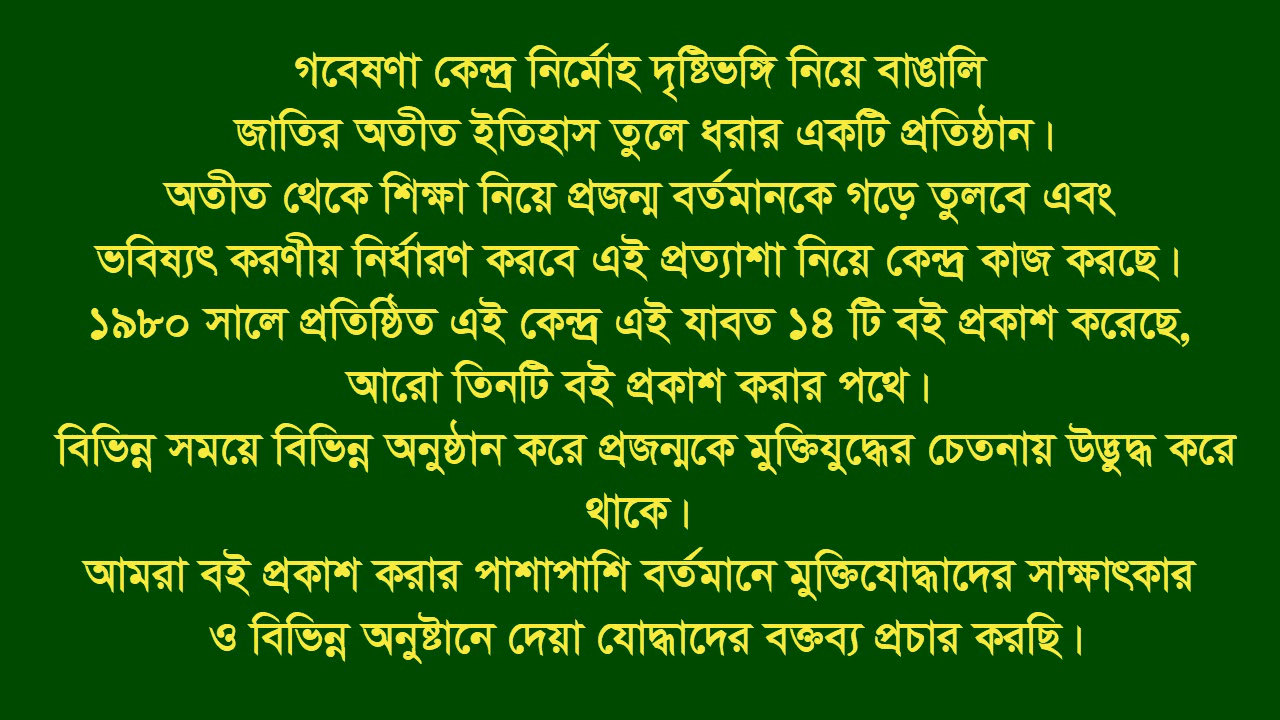 গবেষণা কেন্দ্র নির্মোহ দৃষ্টিভঙ্গি নিয়ে বাঙালি
জাতির অতীত ইতিহাস তুলে ধরার একটি প্রতিষ্ঠান।
অতীত থেকে শিক্ষা নিয়ে প্রজন্ম বর্তমানকে গড়ে তুলবে এবং
ভবিষ্যৎ করণীয় নির্ধারণ করবে এই প্রত্যাশা নিয়ে কেন্দ্র কাজ করছে।
১৯৮০ সালে প্রতিষ্ঠিত এই কেন্দ্র এই যাবত ১৪ টি বই প্রকাশ করেছে,
আরো তিনটি বই প্রকাশ করার পথে।
বিভিন্ন সময়ে বিভিন্ন অনুষ্ঠান করে প্রজন্মকে মুক্তিযুদ্ধের চেতনায় উদ্ভুদ্ধ করে
থাকে।
আমরা বই প্রকাশ করার পাশাপাশি বর্তমানে মুক্তিযোদ্ধাদের সাক্ষাৎকার
ও বিভিন্ন অনুষ্টানে দেয়া যোদ্ধাদের বক্তব্য প্রচার করছি।